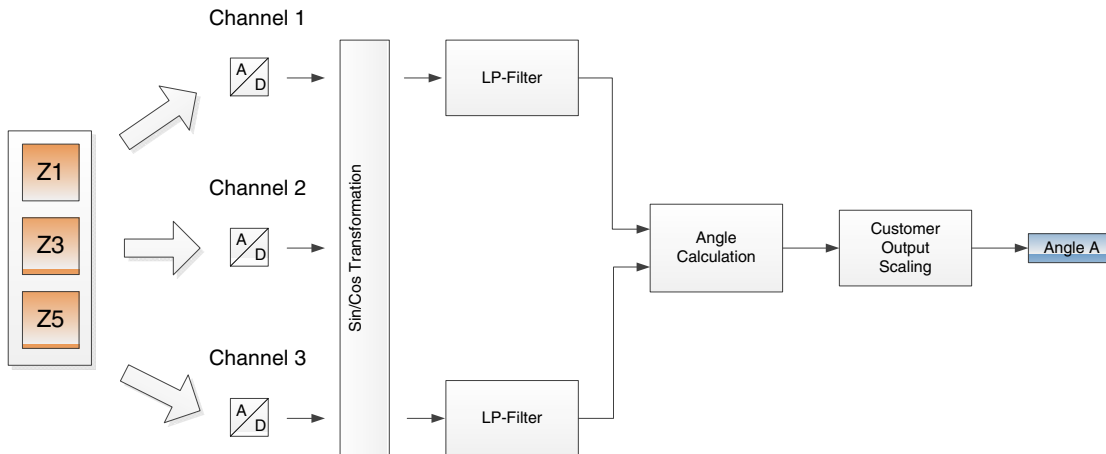 Channel 1
A
D
LP-Filter
Z1
Z3
Z5
Channel 2
A
D
Sin/Cos Transformation
Angle
Calculation
Customer
Output
Scaling
Angle A
Channel 3
A
D
LP-Filter